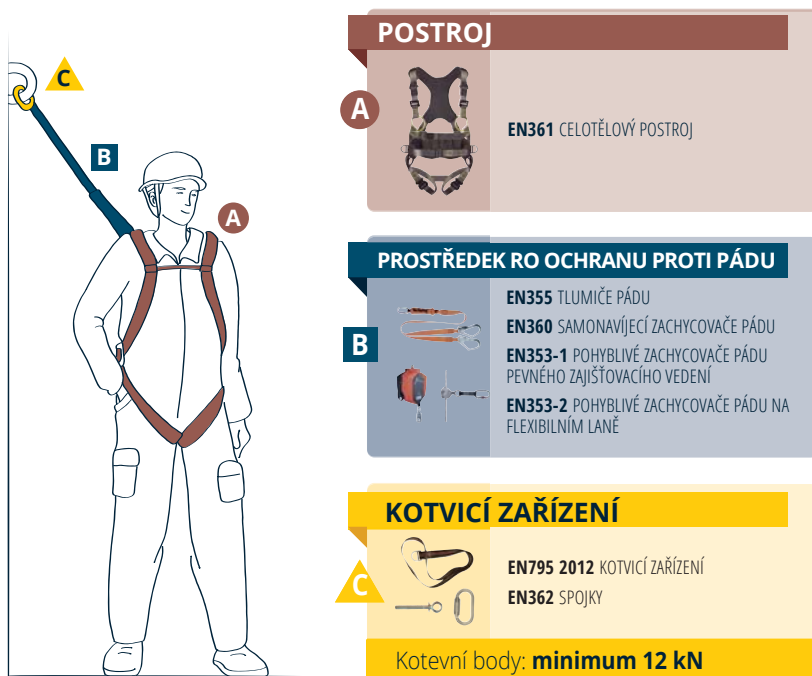 C
B
A
POSTROJ
A
EN361 CELOTĚLOVÝ POSTROJ
PROSTŘEDEK RO OCHRANU PROTI PÁDU
B
EN355 TLUMIČE PÁDU
EN360 SAMONAVÍJECÍ ZACHYCOVAČE PÁDU
EN353-1 POHYBLIVÉ ZACHYCOVAČE PÁDU
PEVNÉHO ZAJIŠŤOVACÍHO VEDENÍ
EN353-2 POHYBLIVÉ ZACHYCOVAČE PÁDU NA
FLEXIBILNÍM LANĚ
KOTVICÍ ZAŘÍZENÍ
C
EN795 2012 KOTVICÍ ZAŘÍZENÍ
EN362 SPOJKY
Kotevní body: minimum 12 kN